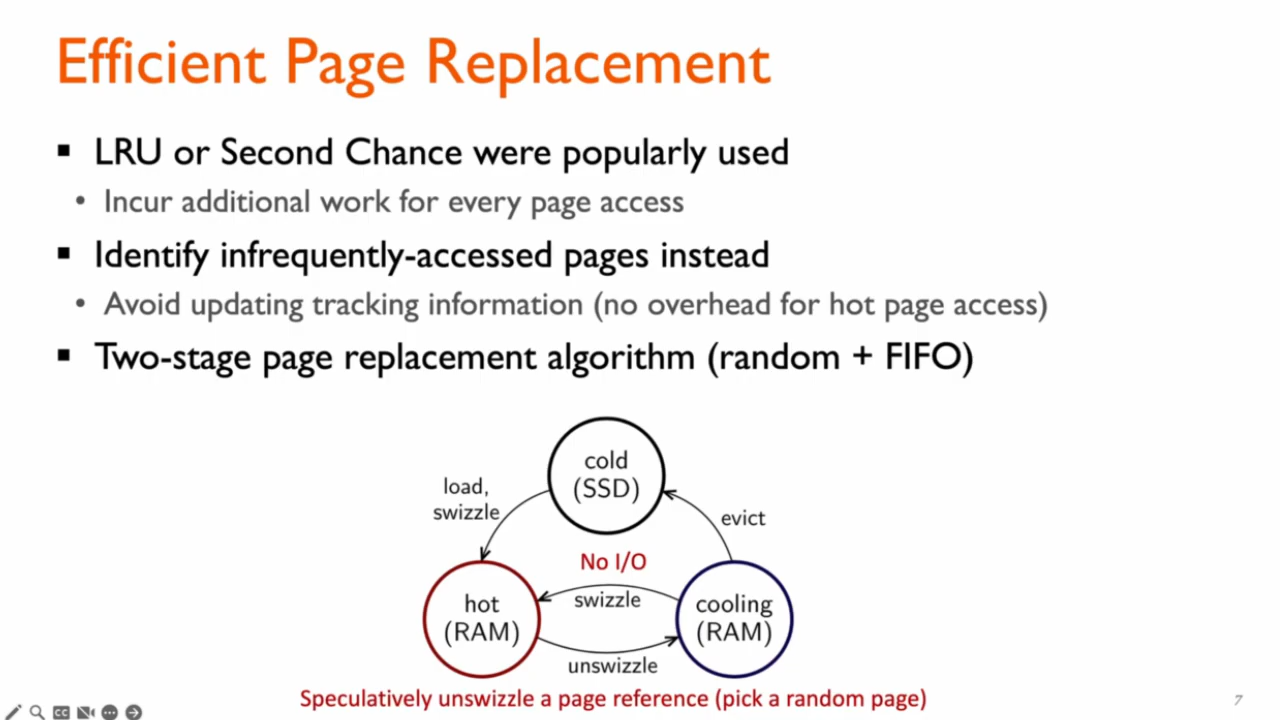 Efficient Page Replacement
▪ LRU or Second Chance were popularly used
• Incur additional work for every page access
▪ Identify infrequently-accessed pages instead
• Avoid updating tracking information (no overhead for hot page access)
▪ Two-stage page replacement algorithm (random + FIFO)
cold
(SSD)
load,
swizzle
evict
No I/O
swizzle
hot
(RAM)
cooling
(RAM)
unswizzle
Speculatively unswizzle a page reference (pick a random page)
CC
7